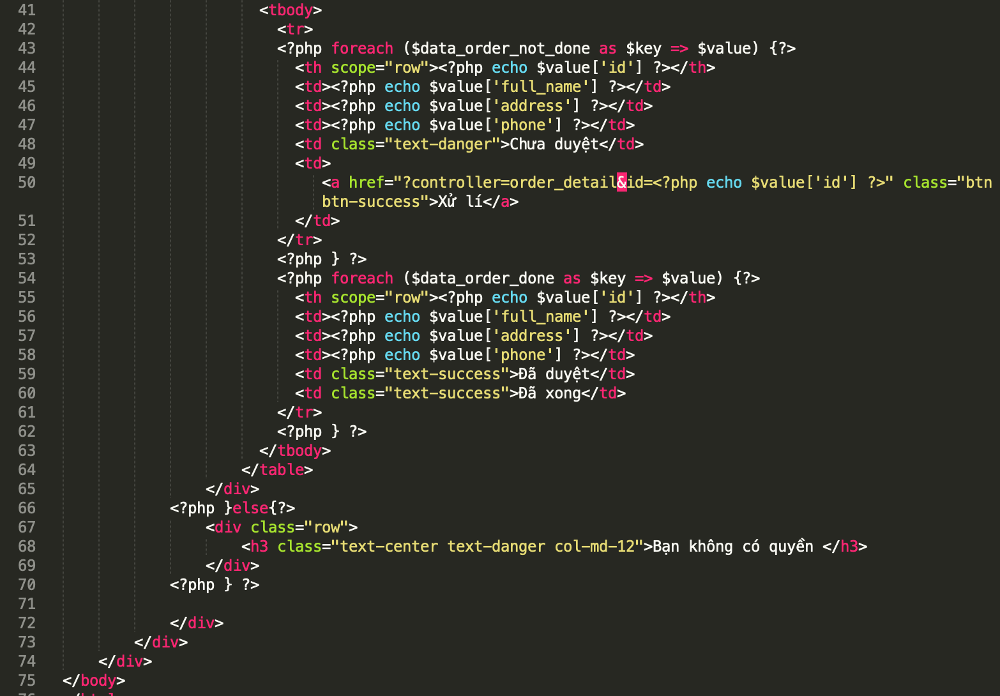 41 <tbody>
42 <tr>
43 <?php foreach ($data_order_not_done as $key => $value) {?>
44 <th scope="row"><?php echo $value['id'] ?></th>
45 <td><?php echo $value['full_name'] ?></td>
46 <td><?php echo $value['address'] ?></td>
47 <td><?php echo $value['phone'] ?></td>
48 <td class="text-danger">Chưa duyệt</td>
49 <td>
50 <a href="?controller=order_detail&id=<?php echo $value['id'] ?>" class="btn
btn-success">Xử lí</a>
51 </td>
52 </tr>
53 <?php } ?>
54 <?php foreach ($data_order_done as $key => $value) {?>
55 <th scope="row"><?php echo $value['id'] ?></th>
56 <td><?php echo $value['full_name'] ?></td>
57 <td><?php echo $value['address'] ?></td>
58 <td><?php echo $value['phone'] ?></td>
59 <td class="text-success">Đã duyệt</td>
60 <td class="text-success">Đã xong</td>
61 </tr>
62 <?php } ?>
63 </tbody>
64 </table>
65 </div>
66 <?php }else{?>
67 <div class="row">
68 <h3 class="text-center text-danger col-md-12">Bạn không có quyền </h3>
69 </div>
70 <?php } ?>
71
72 </div>
73 </div>
74 </div>
75 </body>